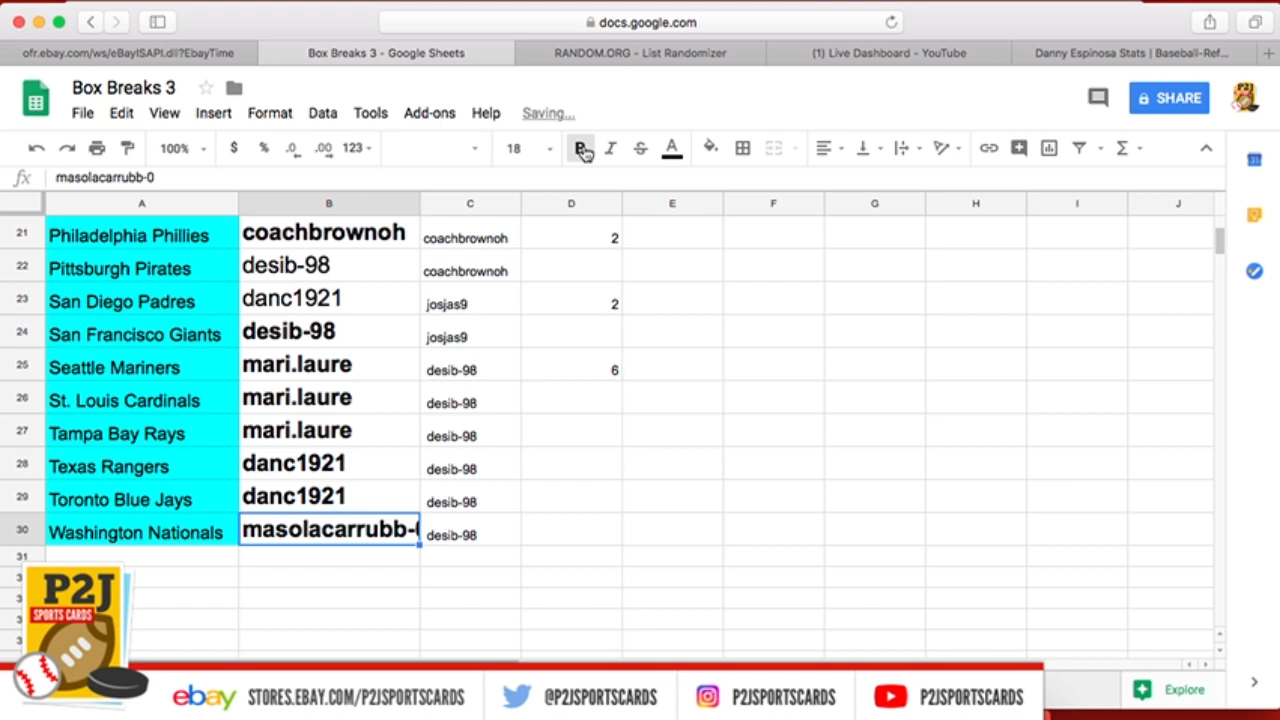 docs.google.com
ofr.ebay.com/ws/eBayISAPI.dll?EbayTime
Box Breaks 3 - Google Sheets
RANDOM.ORG - List Randomizer
(1) Live Dashboard - YouTube
Danny Espinosa Stats | Baseball-Ref...
Box Breaks 3
File Edit View Insert Format Data Tools Add-ons Help Saving...
SHARE
100% $ % .0 .00 123 18 B I S A Σ
fx masolacarrubb-0
A B C D E F G H I J
21 Philadelphia Phillies coachbrownoh coachbrownoh 2
22 Pittsburgh Pirates desib-98 coachbrownoh
23 San Diego Padres danc1921 josjas9 2
24 San Francisco Giants desib-98 josjas9
25 Seattle Mariners mari.laure desib-98 6
26 St. Louis Cardinals mari.laure desib-98
27 Tampa Bay Rays mari.laure desib-98
28 Texas Rangers danc1921 desib-98
29 Toronto Blue Jays danc1921 desib-98
30 Washington Nationals masolacarrubb-0 desib-98
31
P2J
SPORTS CARDS
ebay STORES.EBAY.COM/P2JSPORTSCARDS
@P2JSPORTSCARDS
P2JSPORTSCARDS
P2JSPORTSCARDS
Explore